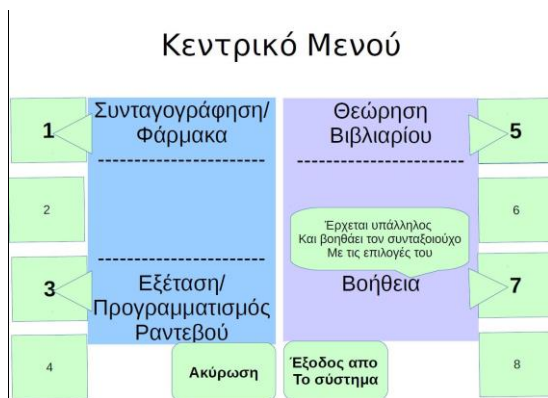 Κεντρικό Μενού
1
Συνταγογράφηση/
Φάρμακα
-----------------------
2
-----------------------
3
Εξέταση/
Προγραμματισμός
Ραντεβού
4
Ακύρωση
Θεώρηση
Βιβλιαρίου
-----------------------
5
6
Έρχεται υπάλληλος
Και βοηθάει τον συνταξιούχο
Με τις επιλογές του
Βοήθεια
7
Έξοδος απο
Το σύστημα
8